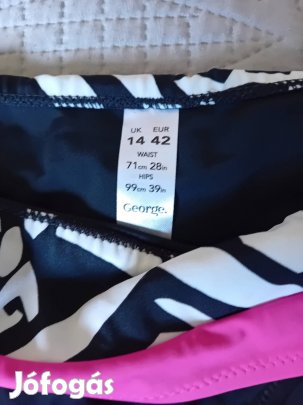 UK EUR
14 42
WAIST
71cm 28in
HIPS
99cm 39in
George.
Jófogás